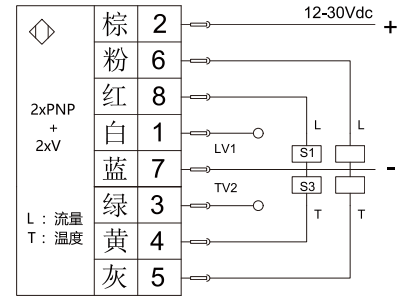 12-30Vdc
+
棕 2
粉 6
红 8
白 1
蓝 7
绿 3
黄 4
灰 5
2xPNP
+
2xV
L：流量
T：温度
LV1
TV2
L L
S1
-
S3
T T